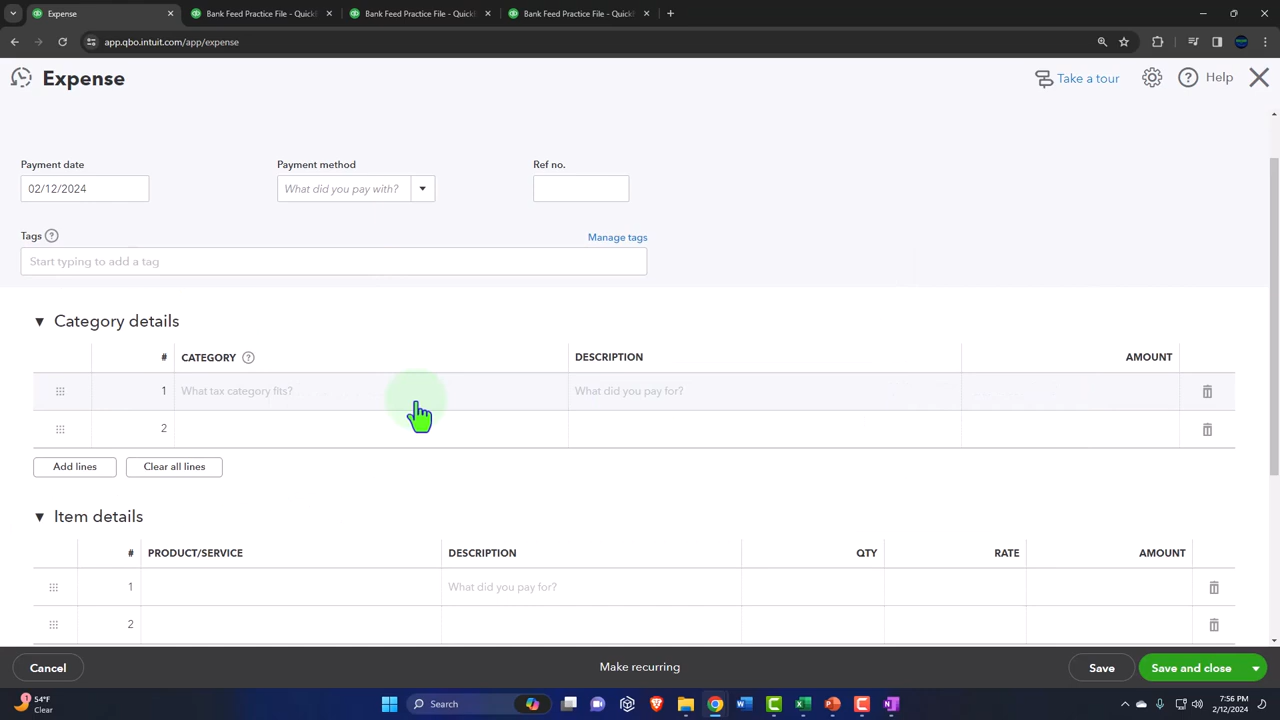 Expense
Bank Feed Practice File - QuickB
Bank Feed Practice File - QuickB
Bank Feed Practice File - QuickB
app.qbo.intuit.com/app/expense
Expense
Take a tour
Help
Payment date
Payment method
Ref no.
02/12/2024
What did you pay with?
Tags
Manage tags
Start typing to add a tag
Category details
# CATEGORY DESCRIPTION AMOUNT
1 What tax category fits? What did you pay for?
2
Add lines
Clear all lines
Item details
# PRODUCT/SERVICE DESCRIPTION QTY RATE AMOUNT
1 What did you pay for?
2
Cancel
Make recurring
Save
Save and close
1
54°F
Clear
Search
7:56 PM
2/12/2024